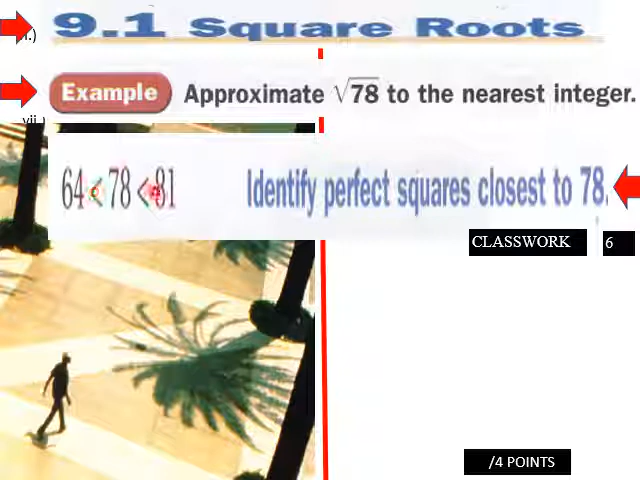 i.)
9.1 Square Roots
Example Approximate √78 to the nearest integer.
vii.)
64 < 78 < 81 Identify perfect squares closest to 78.
CLASSWORK 6
/4 POINTS